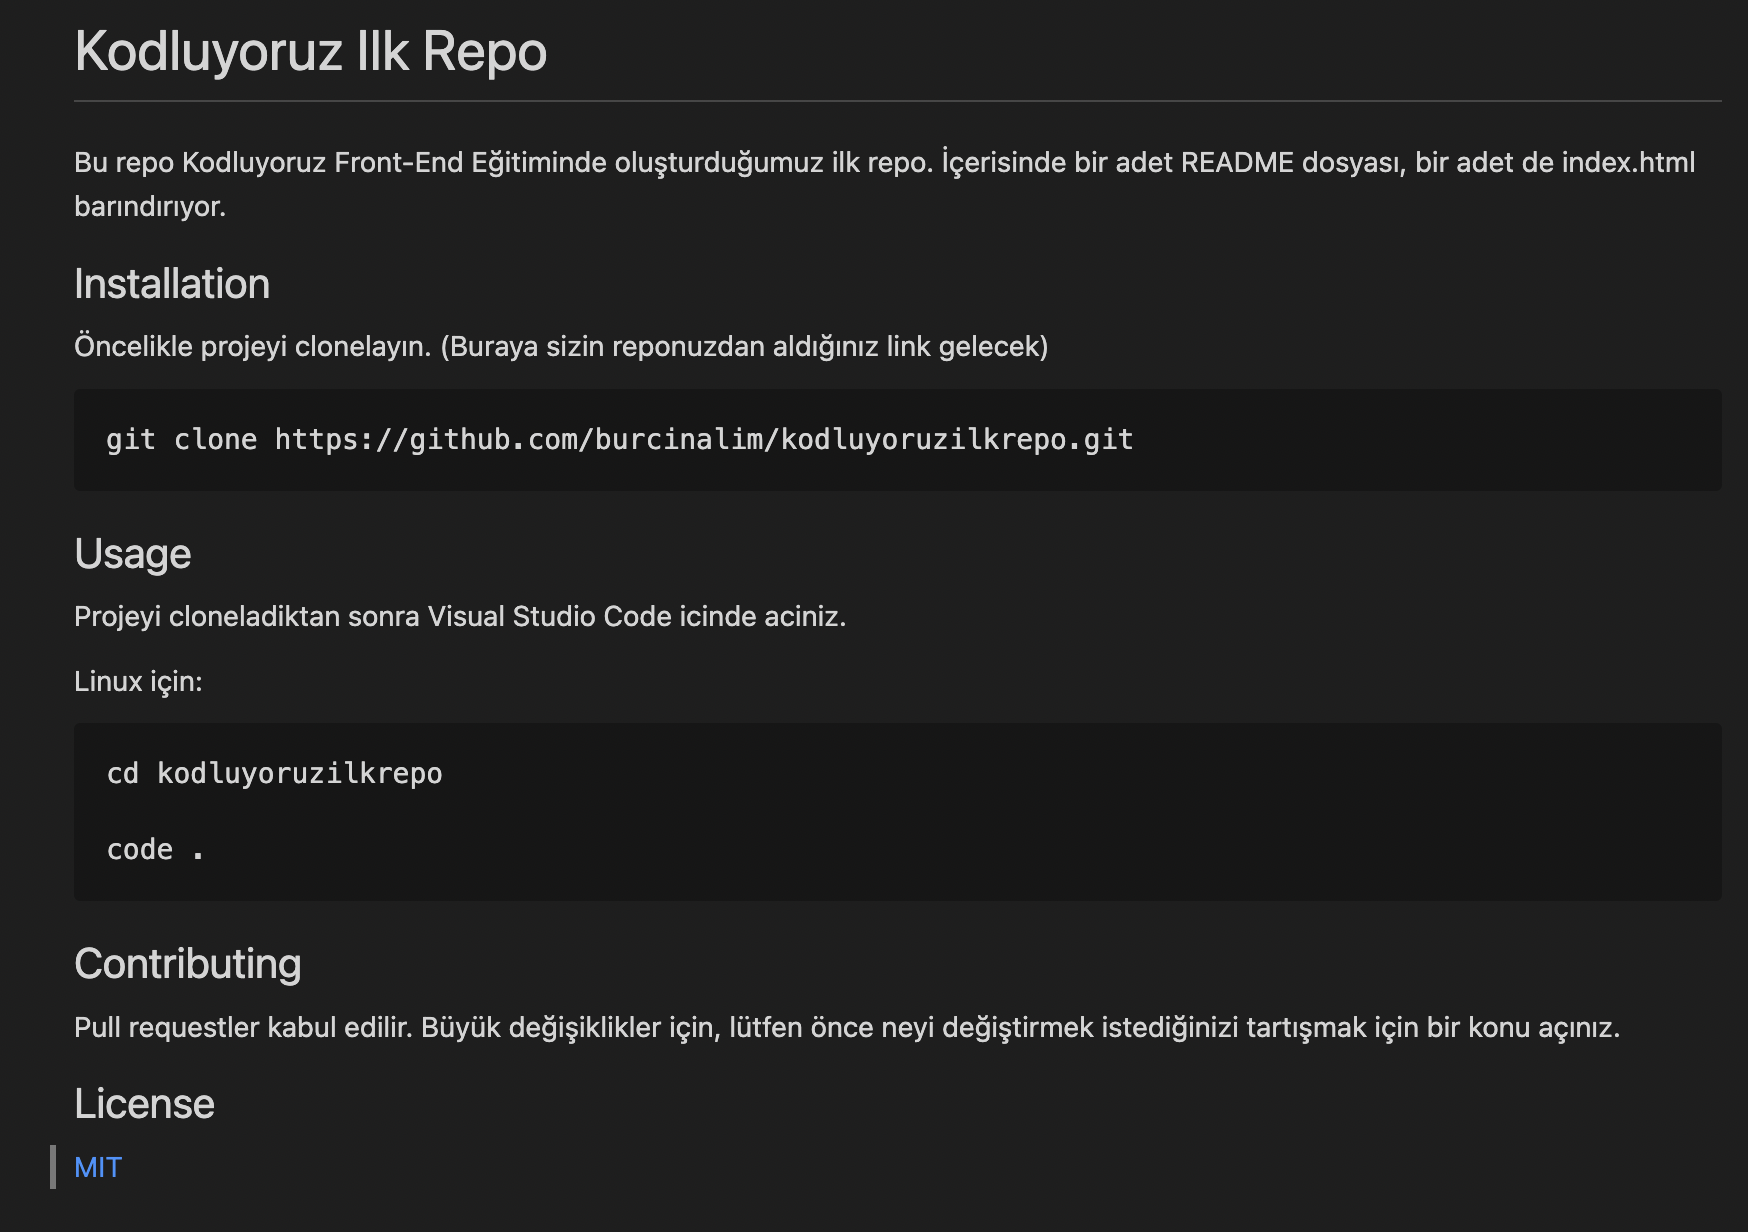 Kodluyoruz Ilk Repo
Bu repo Kodluyoruz Front-End Eğitiminde oluşturduğumuz ilk repo. İçerisinde bir adet README dosyası, bir adet de index.html
barındırıyor.
Installation
Öncelikle projeyi clonelayın. (Buraya sizin reponuzdan aldığınız link gelecek)
git clone https://github.com/burcinalim/kodluyoruzilkrepo.git
Usage
Projeyi cloneladiktan sonra Visual Studio Code icinde aciniz.
Linux için:
cd kodluyoruzilkrepo
code .
Contributing
Pull requestler kabul edilir. Büyük değişiklikler için, lütfen önce neyi değiştirmek istediğinizi tartışmak için bir konu açınız.
License
MIT